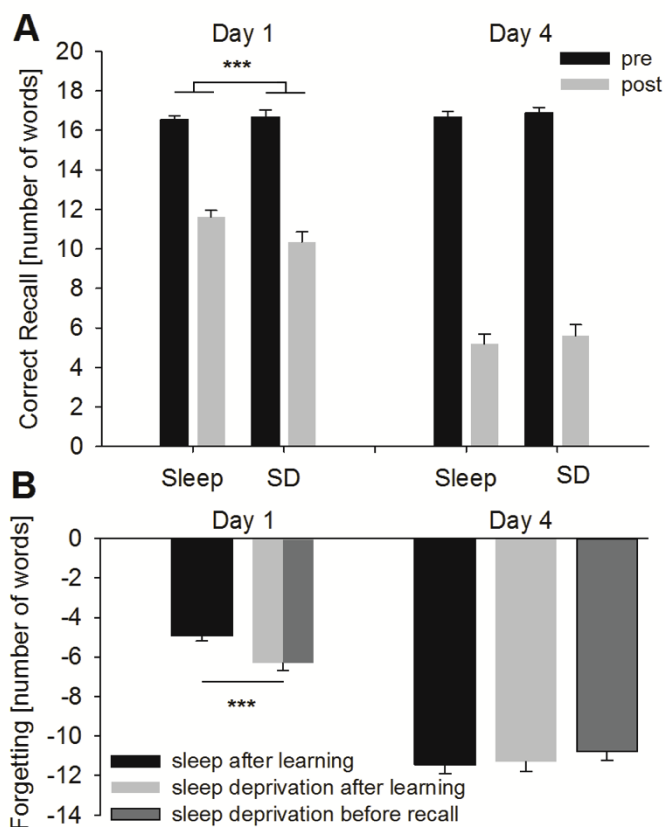 A
Day 1
Day 4
pre
post
***
Correct Recall [number of words]
20
18
16
14
12
10
8
6
4
2
0
Sleep
SD
Sleep
SD
B
Day 1
Day 4
Forgetting [number of words]
0
-2
-4
-6
-8
-10
-12
-14
***
sleep after learning
sleep deprivation after learning
sleep deprivation before recall